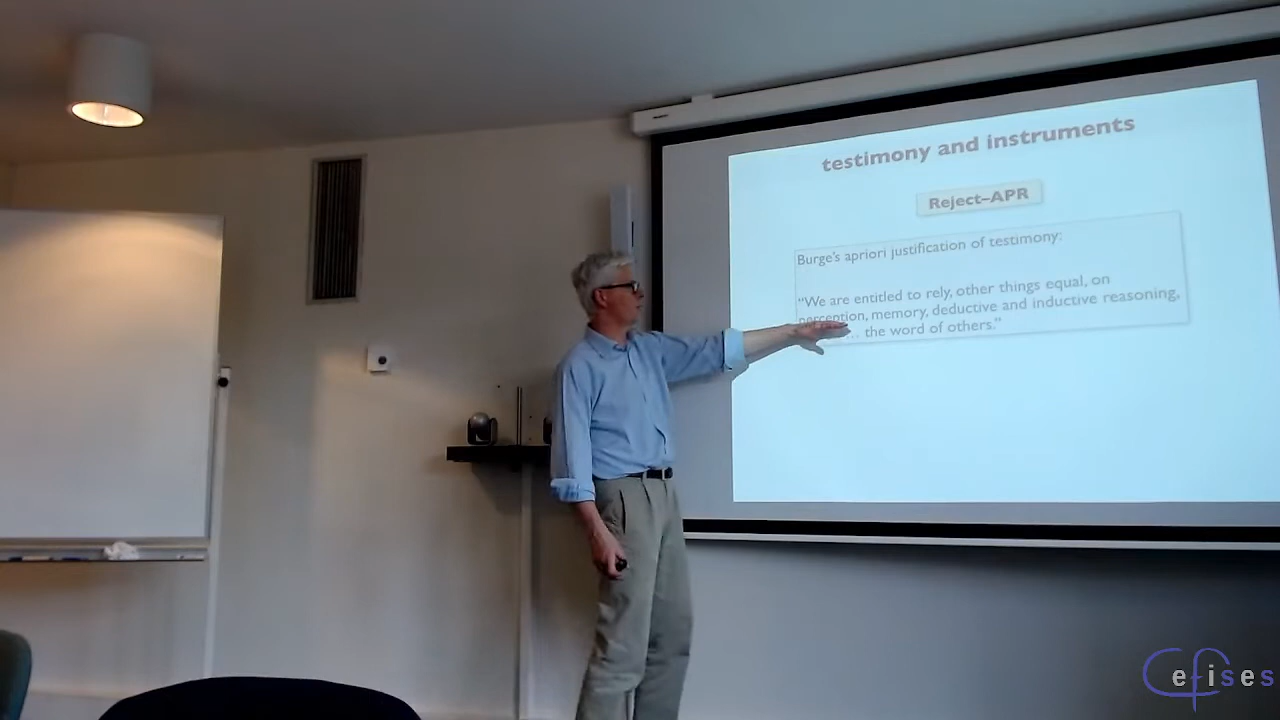 testimony and instruments
Reject–APR
Burge's apriori justification of testimony:
“We are entitled to rely, other things equal, on
perception, memory, deductive and inductive reasoning,
... the word of others.”
efises